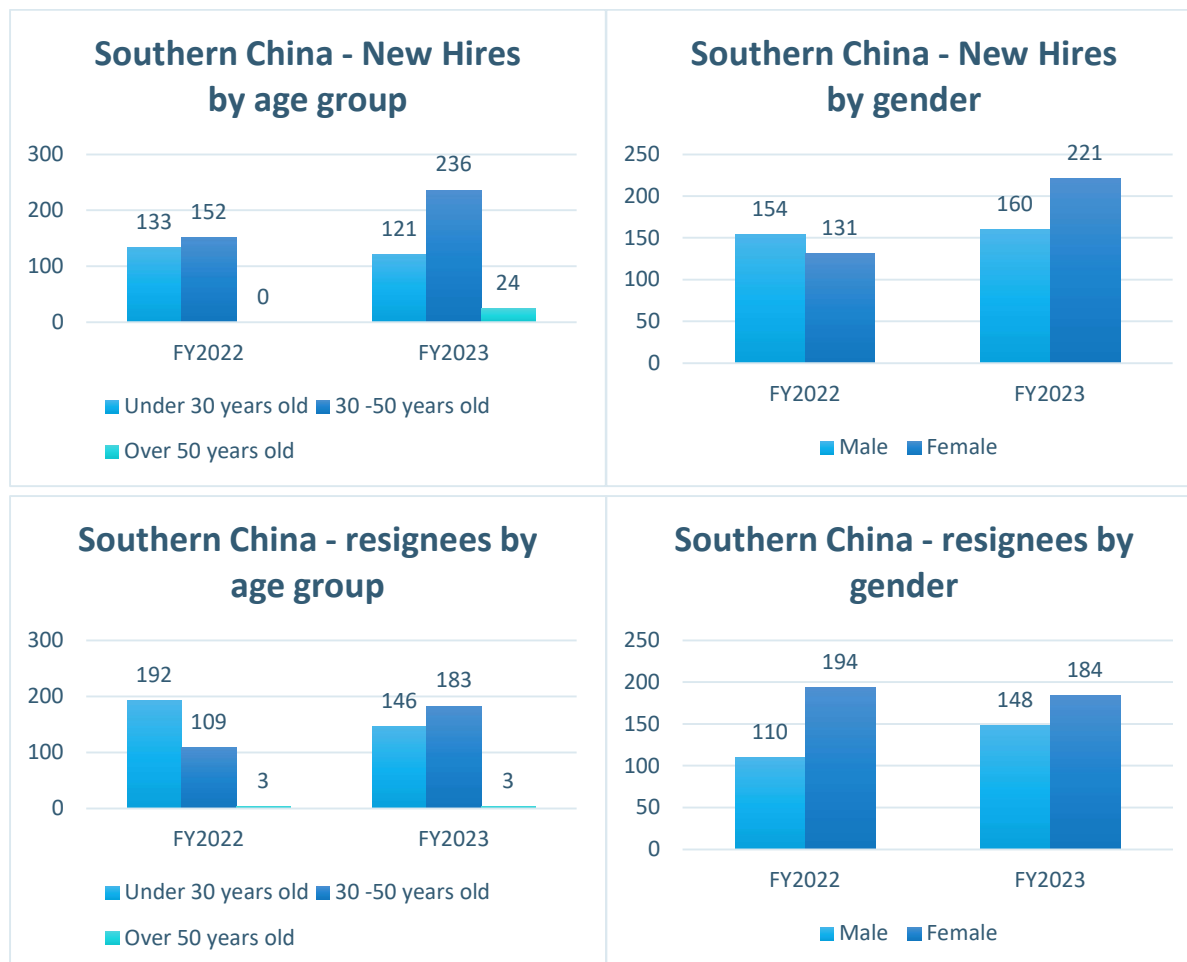 Southern China - New Hires
by age group
300
200
100
0
133
152
0
121
236
24
FY2022
FY2023
Under 30 years old
30 -50 years old
Over 50 years old
Southern China - New Hires
by gender
250
200
150
100
50
0
154
131
160
221
FY2022
FY2023
Male
Female
Southern China - resignees by
age group
300
200
100
0
192
109
3
146
183
3
FY2022
FY2023
Under 30 years old
30 -50 years old
Over 50 years old
Southern China - resignees by
gender
250
200
150
100
50
0
110
194
148
184
FY2022
FY2023
Male
Female